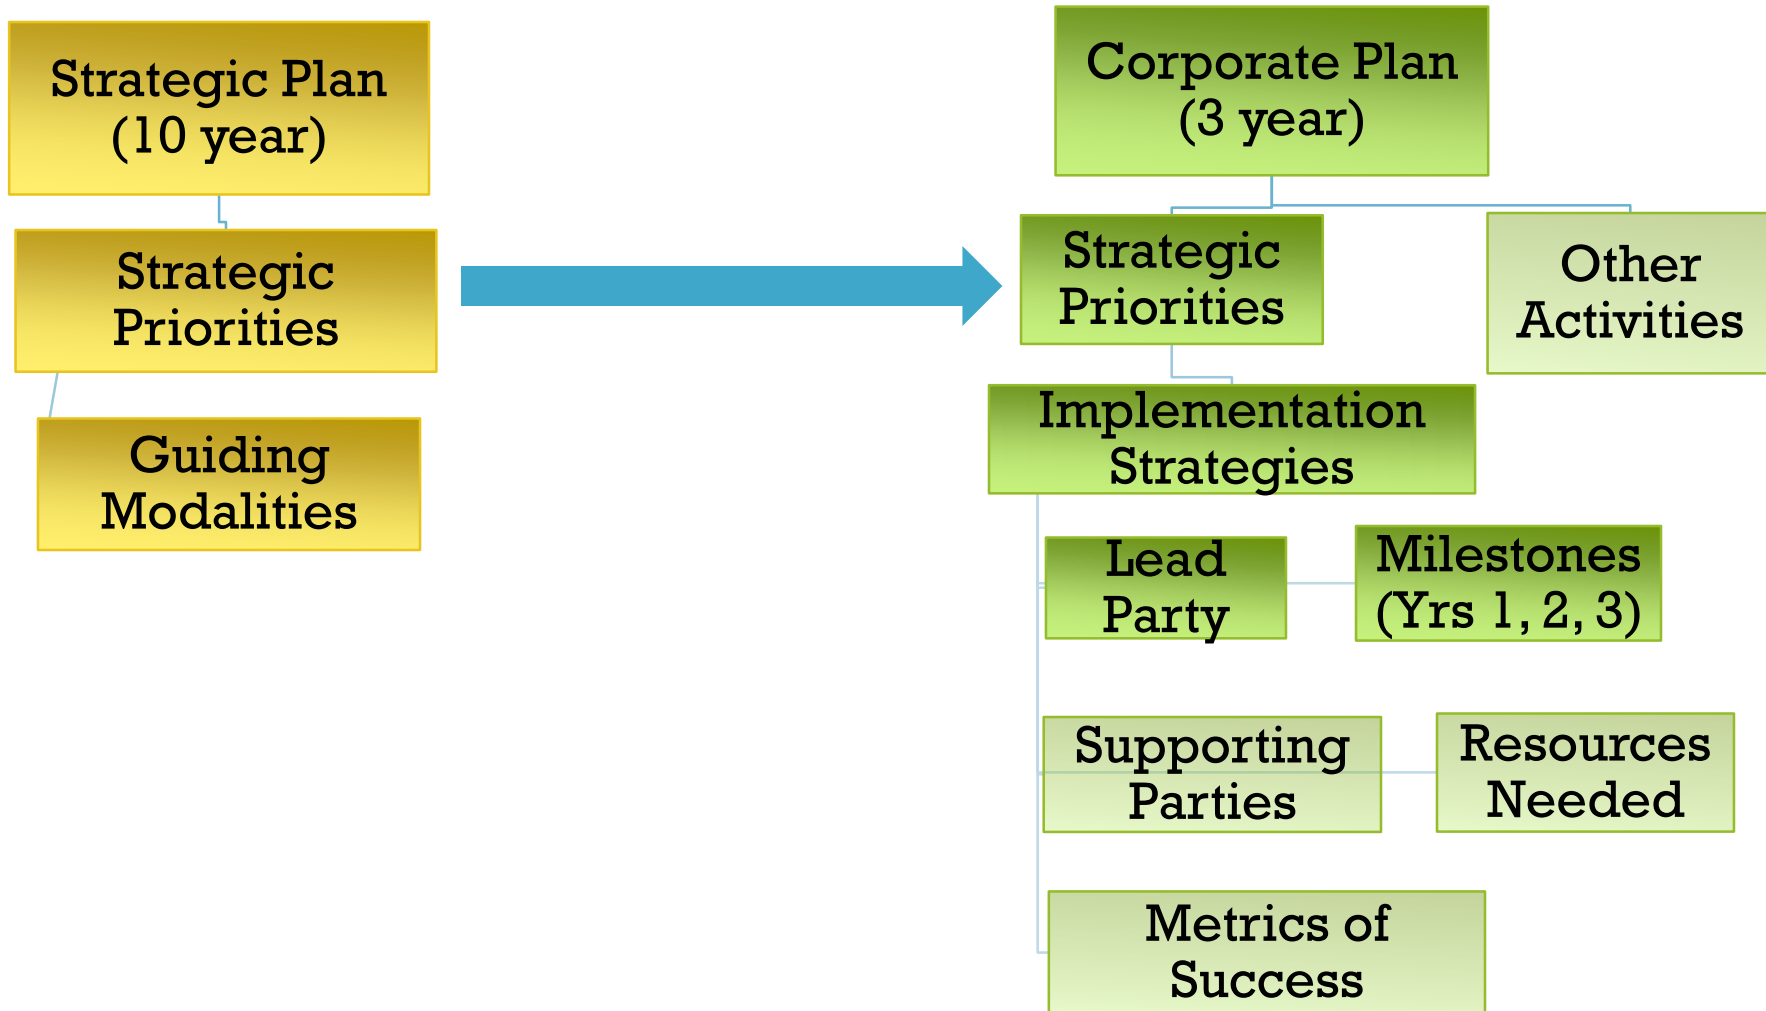 Strategic Plan
(10 year)
Strategic
Priorities
Guiding
Modalities
Corporate Plan
(3 year)
Strategic
Priorities
Other
Activities
Implementation
Strategies
Lead
Party
Milestones
(Yrs 1, 2, 3)
Supporting
Parties
Resources
Needed
Metrics of
Success